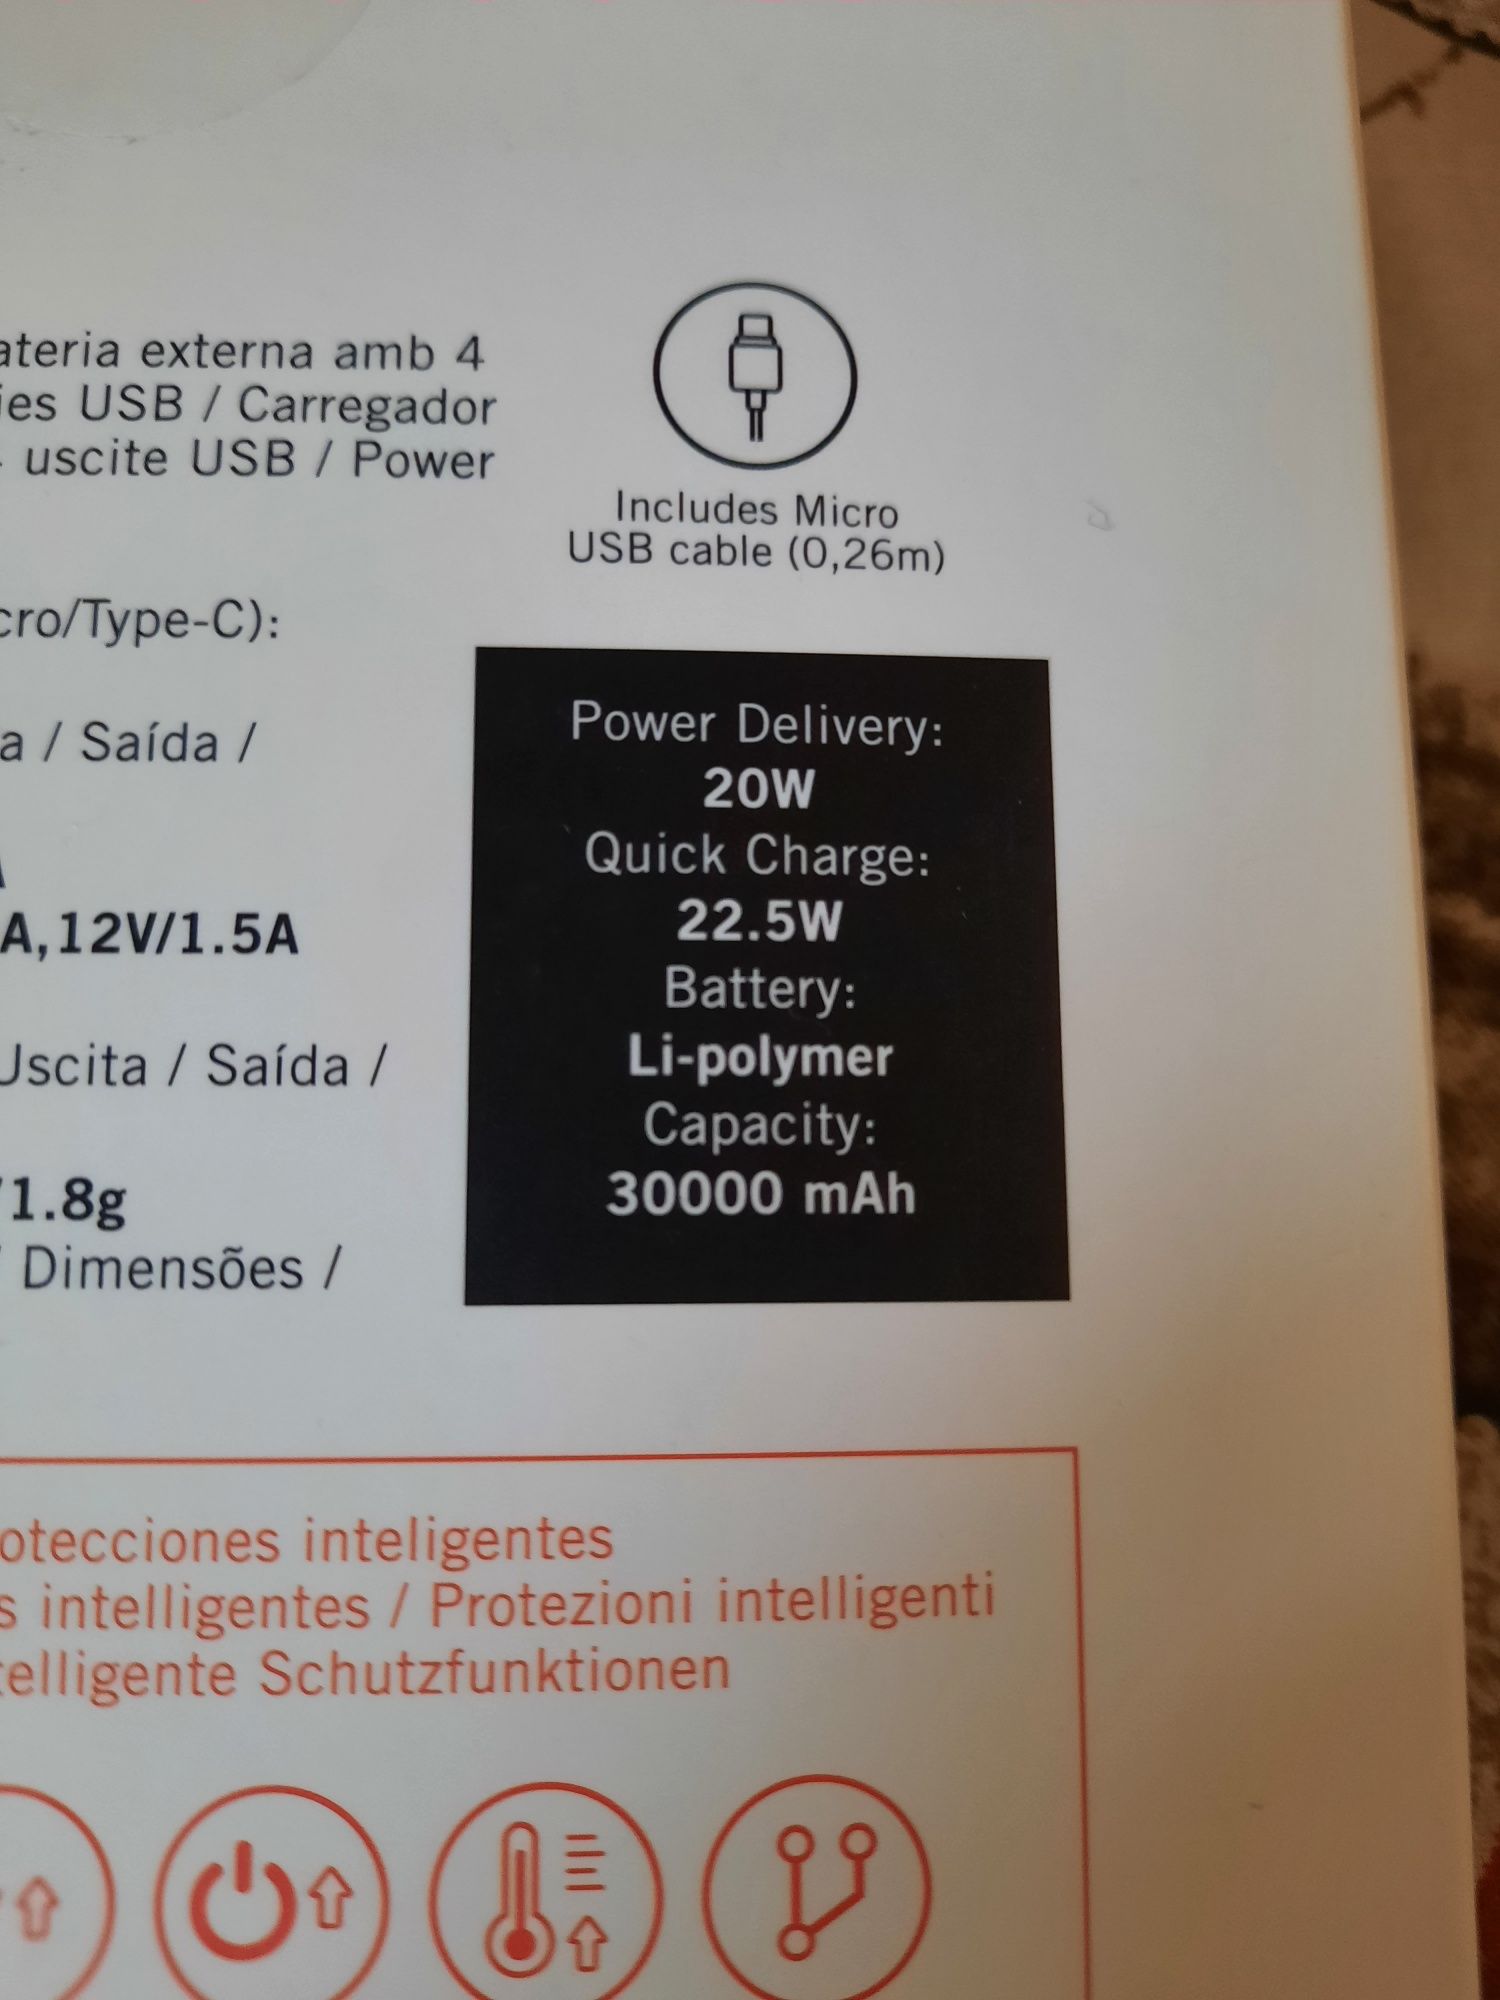 ateria externa amb 4
ies USB / Carregador
uscite USB / Power
Includes Micro
USB cable (0,26m)
cro/Type-C):
a / Saída /
A,12V/1.5A
Uscita / Saída /
/1.8g
/ Dimensões /
Power Delivery:
20W
Quick Charge:
22.5W
Battery:
Li-polymer
Capacity:
30000 mAh
otecciones inteligentes
s intelligentes / Protezioni intelligenti
telligente Schutzfunktionen